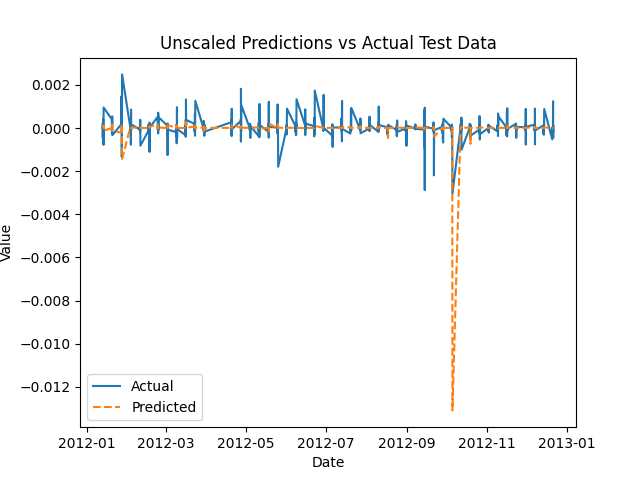 Unscaled Predictions vs Actual Test Data
0.002
0.000
−0.002
−0.004
−0.006
−0.008
−0.010
−0.012
Value
Actual
Predicted
2012-01 2012-03 2012-05 2012-07 2012-09 2012-11 2013-01
Date